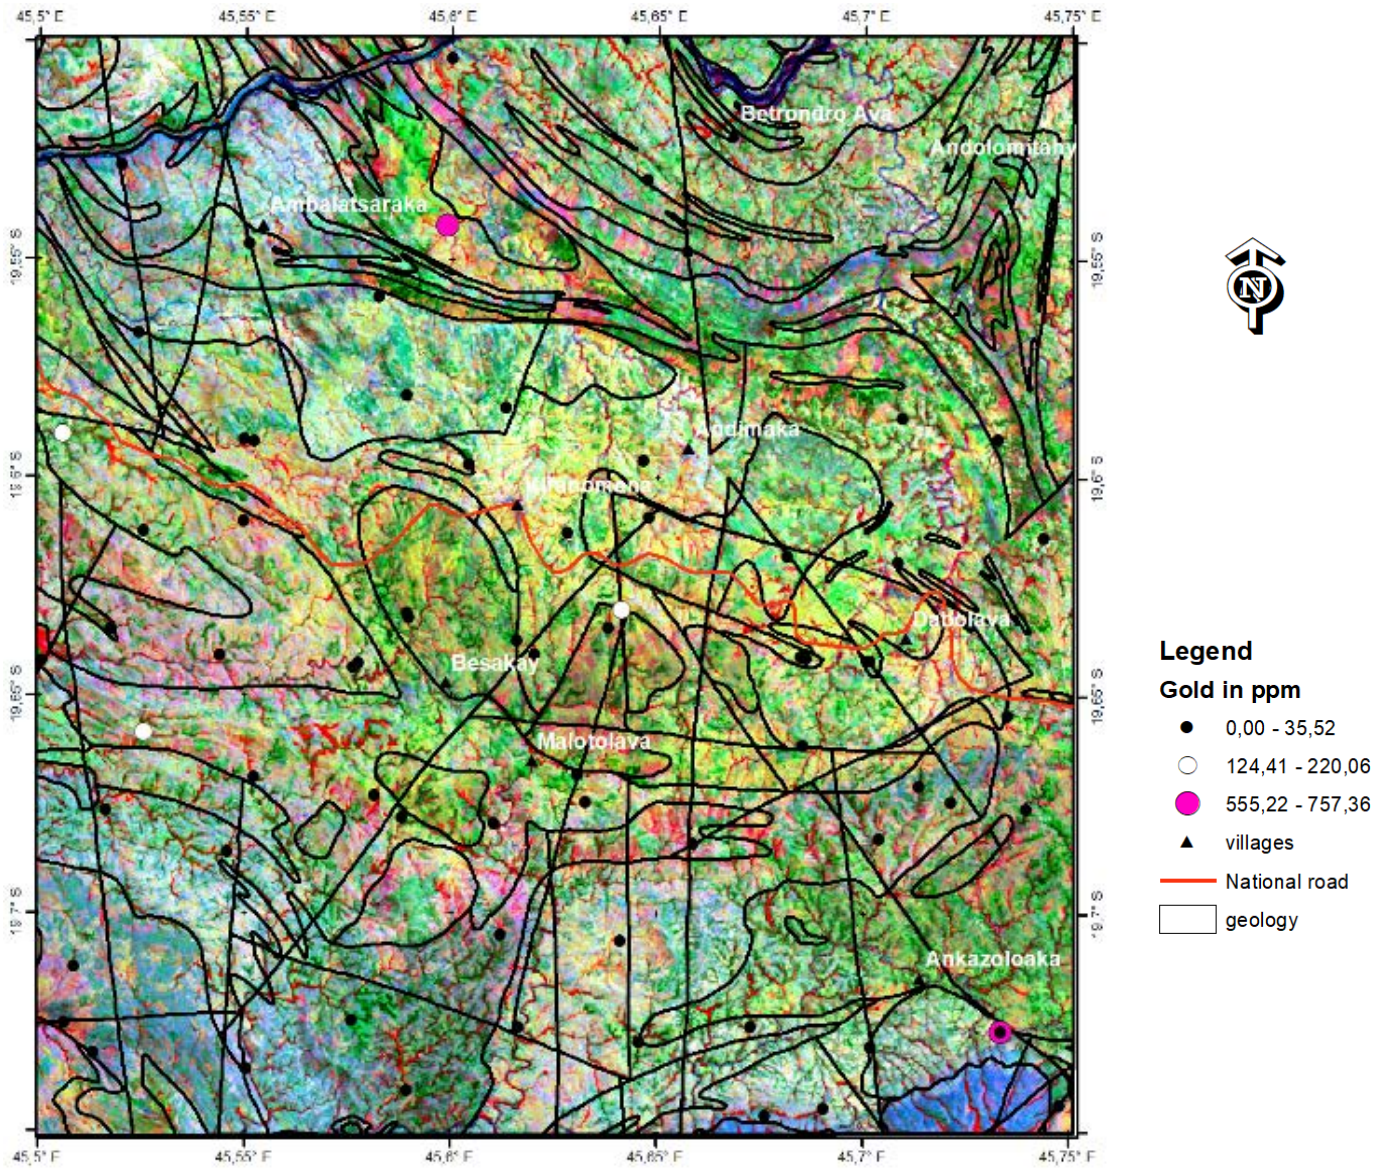 45,5° E 45,55° E 45,6° E 45,65° E 45,7° E 45,75° E
Betrondro Ava
Andolomitahy
Ambalatsaraka
19,55° S 19,55° S
N
Andimaka
19,6° S 19,6° S
Dabolava
Besakay
19,65° S 19,65° S
Malotolava
19,7° S 19,7° S
Ankazoloaka
45,5° E 45,55° E 45,6° E 45,65° E 45,7° E 45,75° E
Legend
Gold in ppm
0,00 - 35,52
124,41 - 220,06
555,22 - 757,36
villages
National road
geology